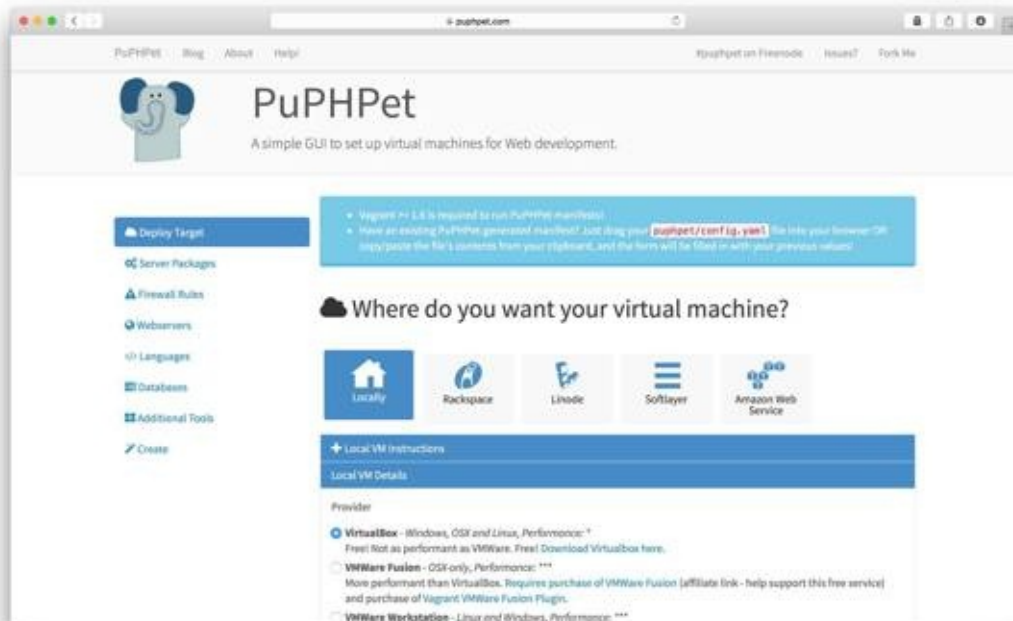 puphpet.com
PuPHPet Blog About Help!
#puphpet on Freenode Issues? Fork Me
PuPHPet
A simple GUI to set up virtual machines for Web development.
Vagrant >= 1.6 is required to run PuPHPet manifests!
Have an existing PuPHPet generated manifest? Just drag your puphpet/config.yaml file into your browser OR
copy/paste the file's contents from your clipboard, and the form will be filled in with your previous values!
Deploy Target
Server Packages
Firewall Rules
Webservers
Languages
Databases
Additional Tools
Create
Where do you want your virtual machine?
Locally
Rackspace
Linode
Softlayer
Amazon Web
Service
Local VM Instructions
Local VM Details
Provider
VirtualBox - Windows, OSX and Linux, Performance: *
Free! Not as performant as VMWare. Free! Download Virtualbox here.
VMWare Fusion - OSX-only, Performance: ***
More performant than VirtualBox. Requires purchase of VMWare Fusion (affiliate link - help support this free service)
and purchase of Vagrant VMWare Fusion Plugin.
VMWare Workstation - Linux and Windows, Performance: ***